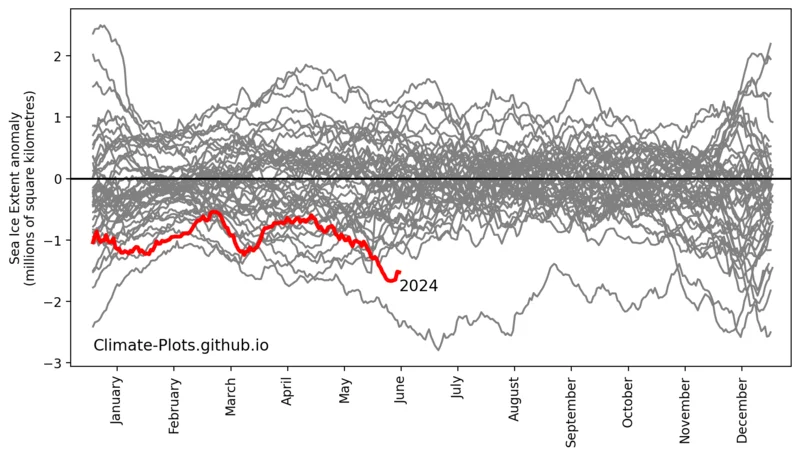 Sea Ice Extent anomaly
(millions of square kilometres)
2
1
0
−1
−2
−3
2024
Climate-Plots.github.io
January
February
March
April
May
June
July
August
September
October
November
December